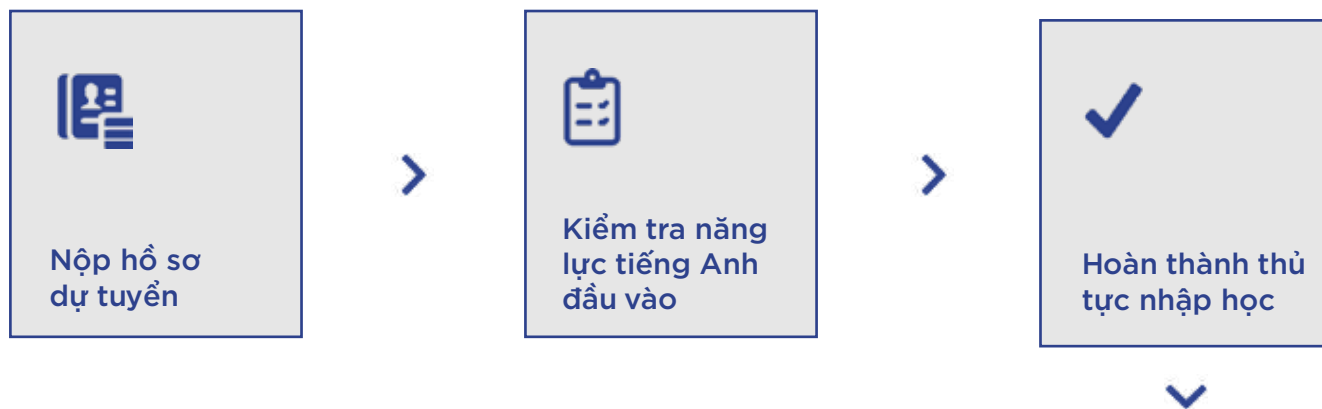 Nộp hồ sơ
dự tuyển
Kiểm tra năng
lực tiếng Anh
đầu vào
Hoàn thành thủ
tục nhập học